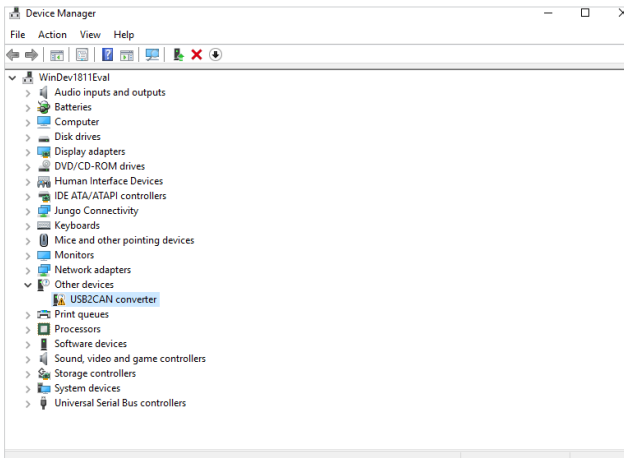 Device Manager
File Action View Help
WinDev1811Eval
Audio inputs and outputs
Batteries
Computer
Disk drives
Display adapters
DVD/CD-ROM drives
Human Interface Devices
IDE ATA/ATAPI controllers
Jungo Connectivity
Keyboards
Mice and other pointing devices
Monitors
Network adapters
Other devices
USB2CAN converter
Print queues
Processors
Software devices
Sound, video and game controllers
Storage controllers
System devices
Universal Serial Bus controllers